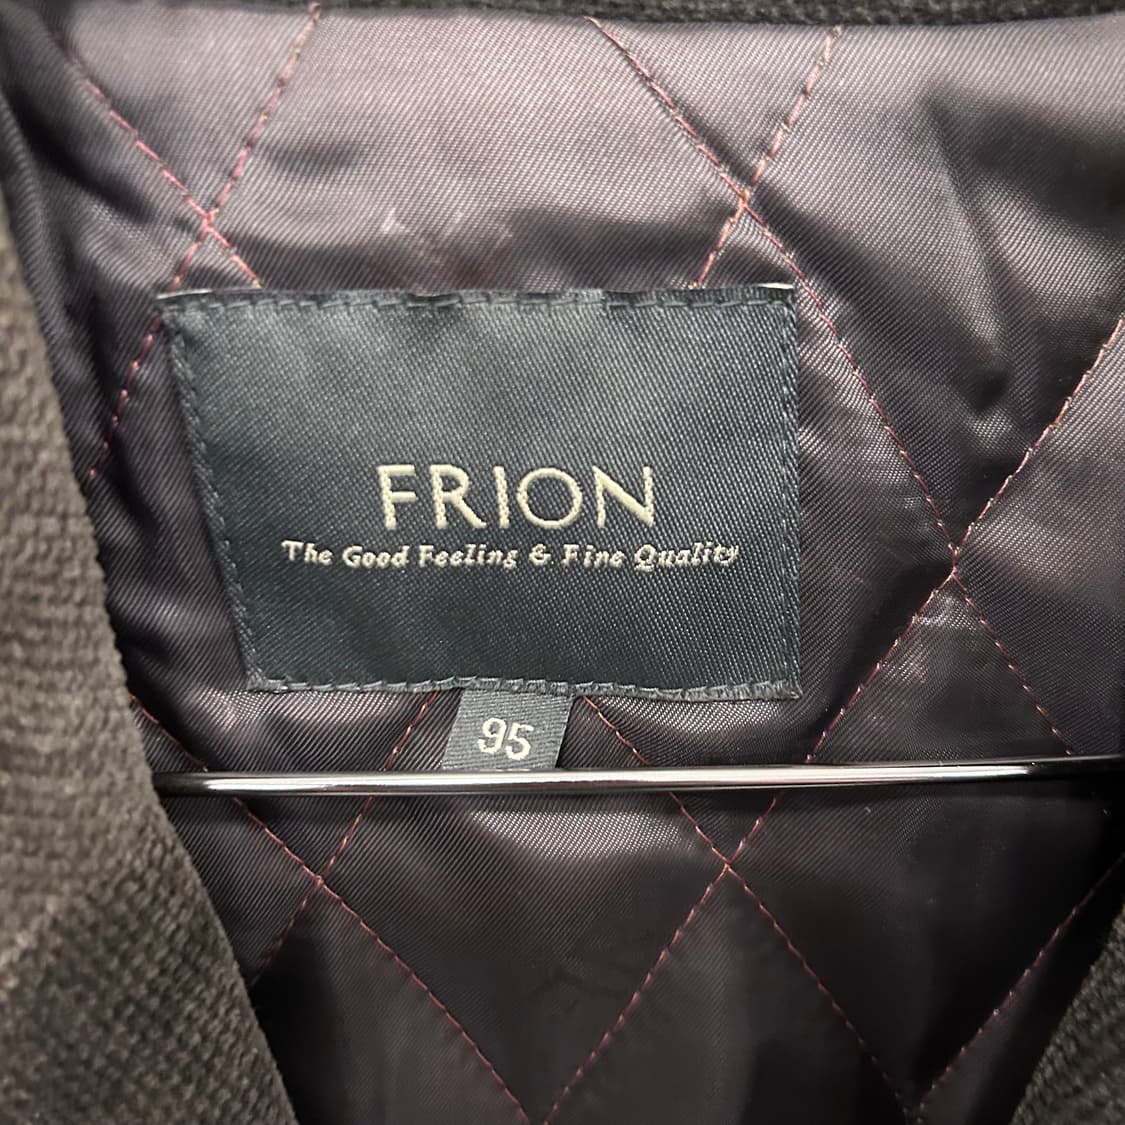 FRION
The Good Feeling & Fine Quality
95